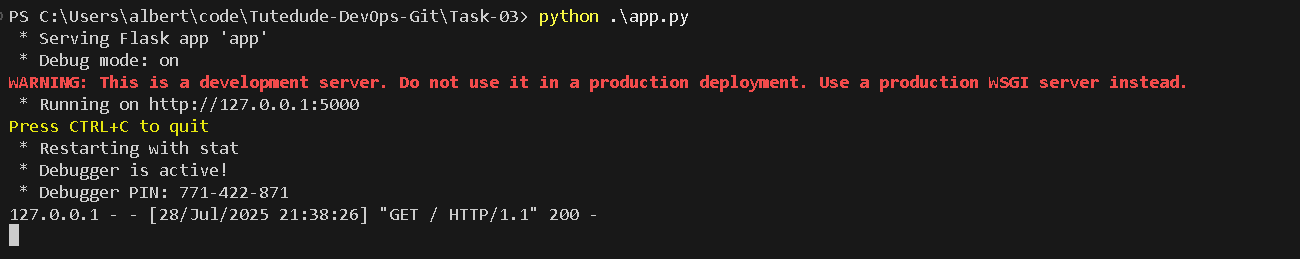 PS C:\Users\albert\code\Tutedude-DevOps-Git\Task-03> python .\app.py
 * Serving Flask app 'app'
 * Debug mode: on
WARNING: This is a development server. Do not use it in a production deployment. Use a production WSGI server instead.
 * Running on http://127.0.0.1:5000
Press CTRL+C to quit
 * Restarting with stat
 * Debugger is active!
 * Debugger PIN: 771-422-871
127.0.0.1 - - [28/Jul/2025 21:38:26] "GET / HTTP/1.1" 200 -